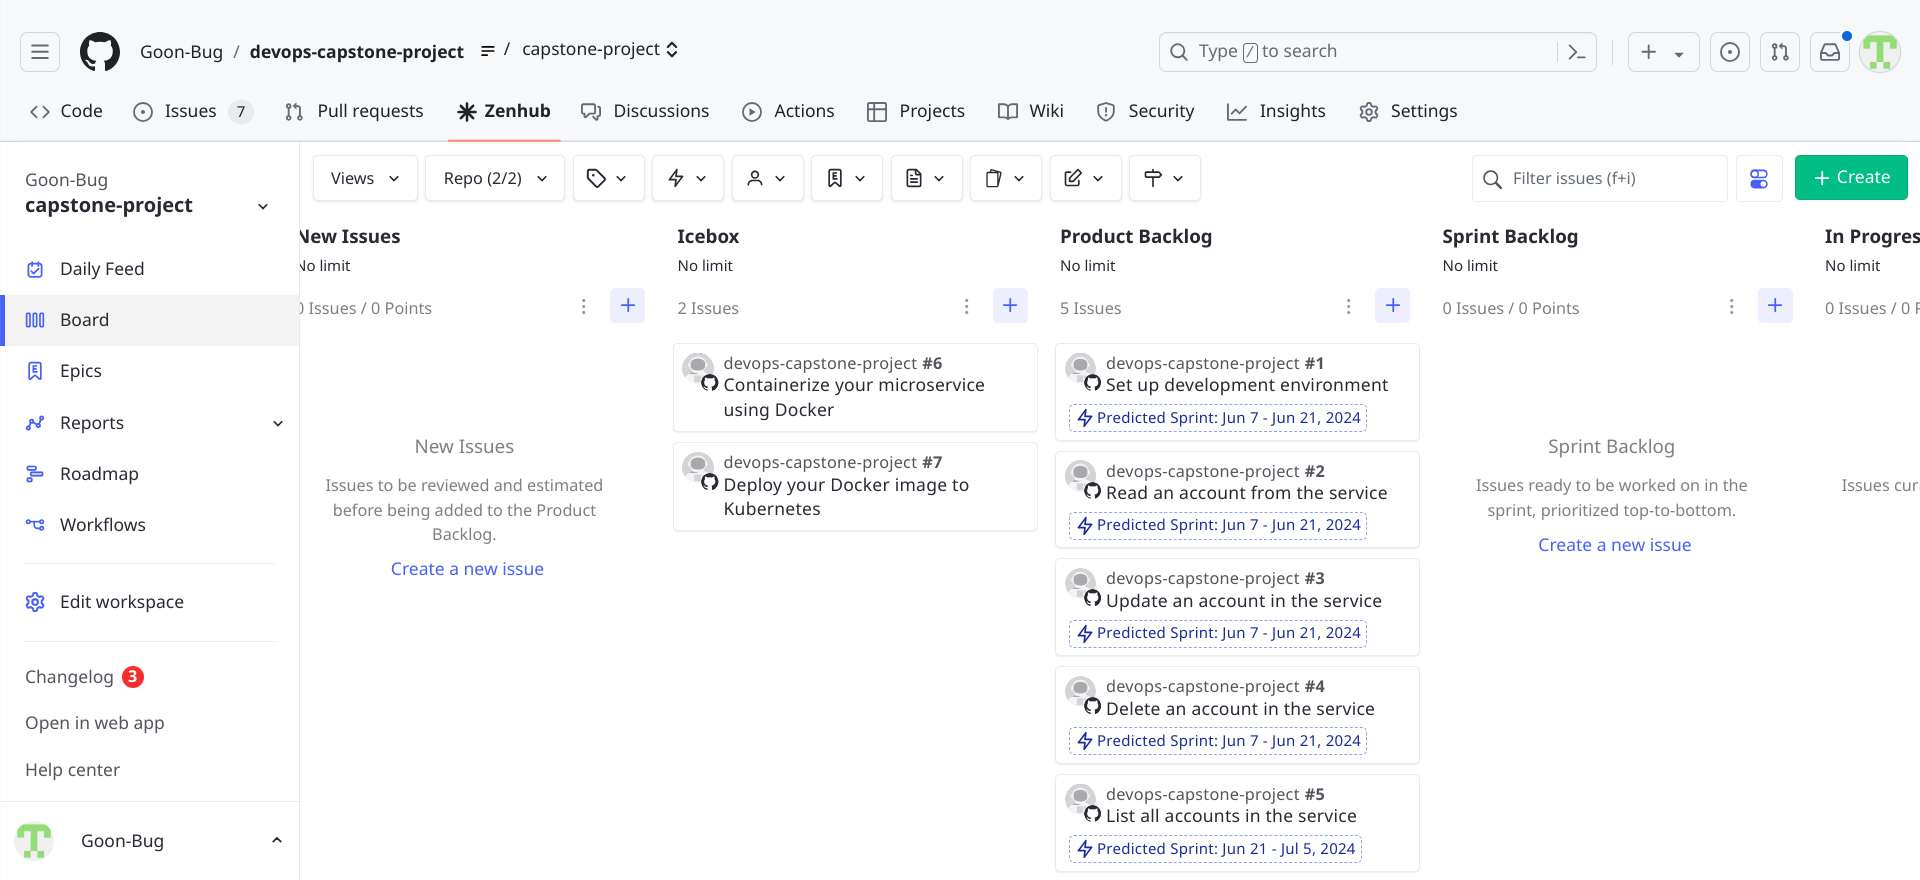 Goon-Bug / devops-capstone-project / capstone-project
Type / to search
Code
Issues 7
Pull requests
Zenhub
Discussions
Actions
Projects
Wiki
Security
Insights
Settings
Goon-Bug
capstone-project
Daily Feed
Board
Epics
Reports
Roadmap
Workflows
Edit workspace
Changelog 3
Open in web app
Help center
Goon-Bug
Views
Repo (2/2)
Filter issues (f+i)
+ Create
New Issues
No limit
0 Issues / 0 Points
New Issues
Issues to be reviewed and estimated
before being added to the Product
Backlog.
Create a new issue
Icebox
No limit
2 Issues
devops-capstone-project #6
Containerize your microservice
using Docker
devops-capstone-project #7
Deploy your Docker image to
Kubernetes
Product Backlog
No limit
5 Issues
devops-capstone-project #1
Set up development environment
Predicted Sprint: Jun 7 - Jun 21, 2024
devops-capstone-project #2
Read an account from the service
Predicted Sprint: Jun 7 - Jun 21, 2024
devops-capstone-project #3
Update an account in the service
Predicted Sprint: Jun 7 - Jun 21, 2024
devops-capstone-project #4
Delete an account in the service
Predicted Sprint: Jun 7 - Jun 21, 2024
devops-capstone-project #5
List all accounts in the service
Predicted Sprint: Jun 21 - Jul 5, 2024
Sprint Backlog
No limit
0 Issues / 0 Points
Sprint Backlog
Issues ready to be worked on in the
sprint, prioritized top-to-bottom.
Create a new issue
In Progres
No limit
0 Issues / 0 P
Issues cur